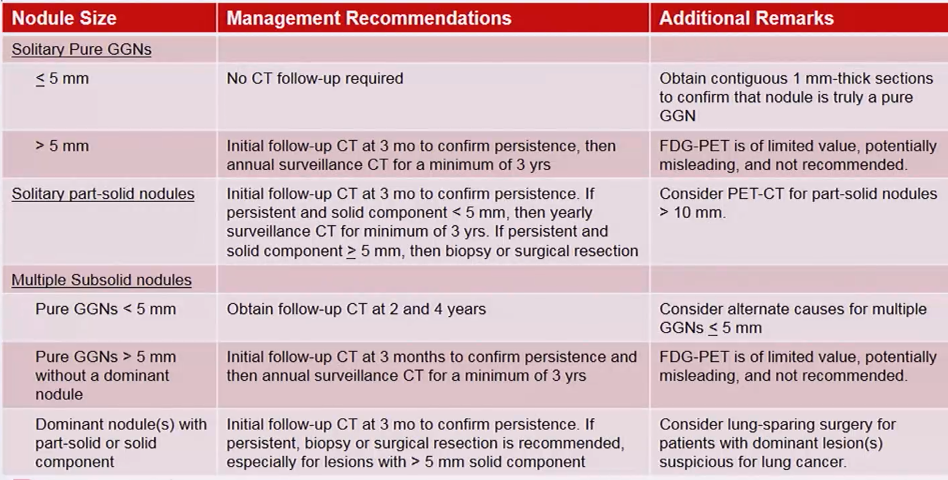 Nodule Size Management Recommendations Additional Remarks
Solitary Pure GGNs
≤ 5 mm
No CT follow-up required
Obtain contiguous 1 mm-thick sections
to confirm that nodule is truly a pure
GGN
> 5 mm
Initial follow-up CT at 3 mo to confirm persistence, then
annual surveillance CT for a minimum of 3 yrs
FDG-PET is of limited value, potentially
misleading, and not recommended.
Solitary part-solid nodules
Initial follow-up CT at 3 mo to confirm persistence. If
persistent and solid component < 5 mm, then yearly
surveillance CT for minimum of 3 yrs. If persistent and
solid component ≥ 5 mm, then biopsy or surgical resection
Consider PET-CT for part-solid nodules
> 10 mm.
Multiple Subsolid nodules
Pure GGNs < 5 mm
Obtain follow-up CT at 2 and 4 years
Consider alternate causes for multiple
GGNs ≤ 5 mm
Pure GGNs > 5 mm
without a dominant
nodule
Initial follow-up CT at 3 months to confirm persistence and
then annual surveillance CT for a minimum of 3 yrs
FDG-PET is of limited value, potentially
misleading, and not recommended.
Dominant nodule(s) with
part-solid or solid
component
Initial follow-up CT at 3 mo to confirm persistence. If
persistent, biopsy or surgical resection is recommended,
especially for lesions with > 5 mm solid component
Consider lung-sparing surgery for
patients with dominant lesion(s)
suspicious for lung cancer.